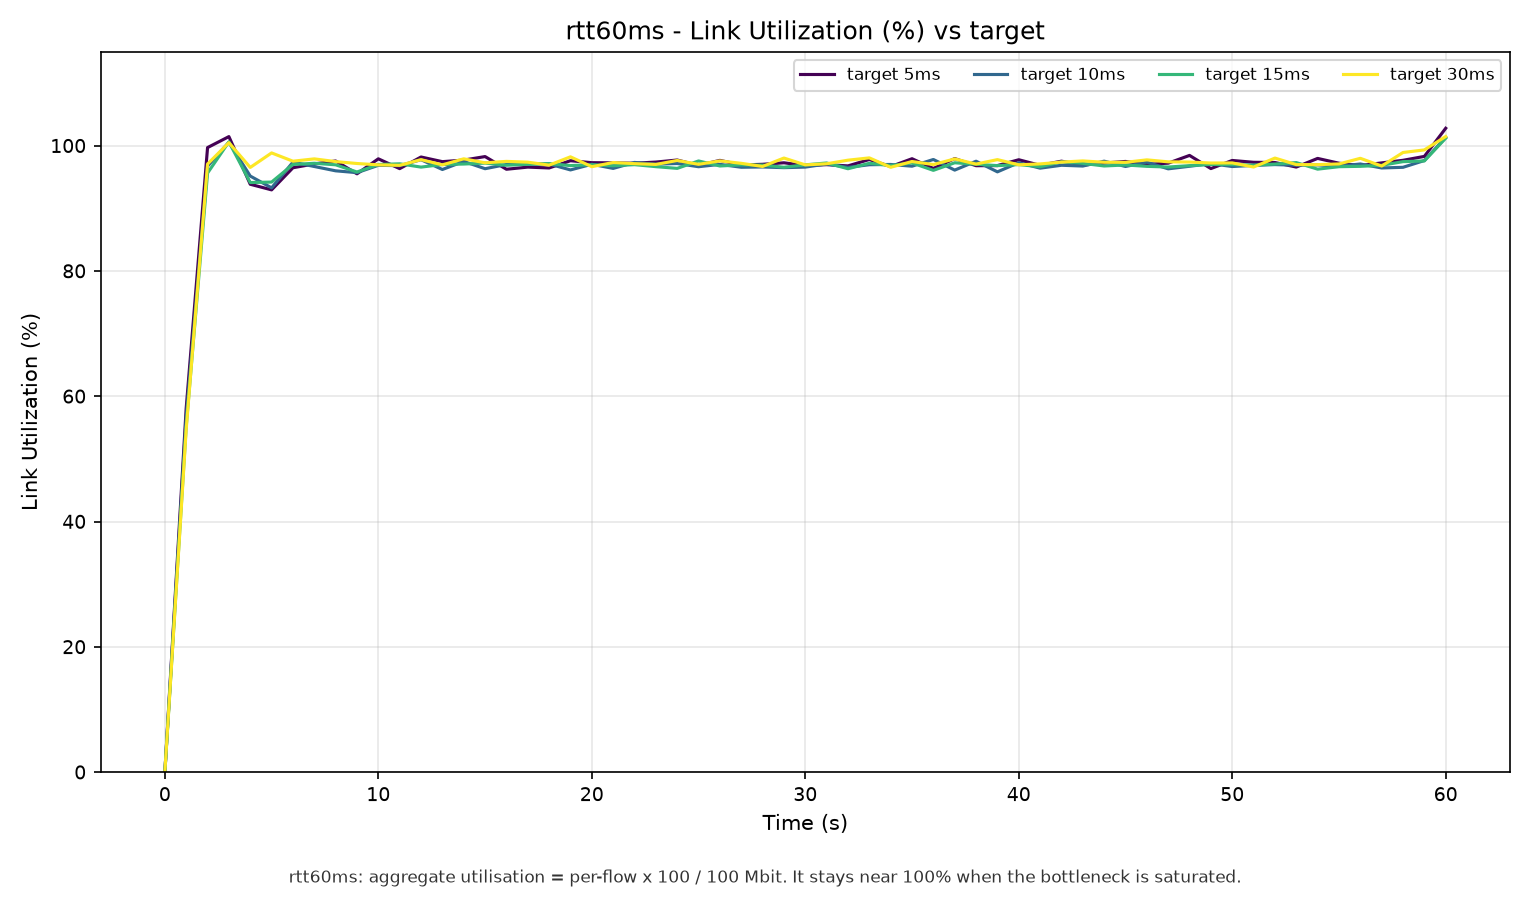 rtt60ms - Link Utilization (%) vs target
target 5ms target 10ms target 15ms target 30ms
Link Utilization (%)
100
80
60
40
20
0
0 10 20 30 40 50 60
Time (s)
rtt60ms: aggregate utilisation = per-flow x 100 / 100 Mbit. It stays near 100% when the bottleneck is saturated.